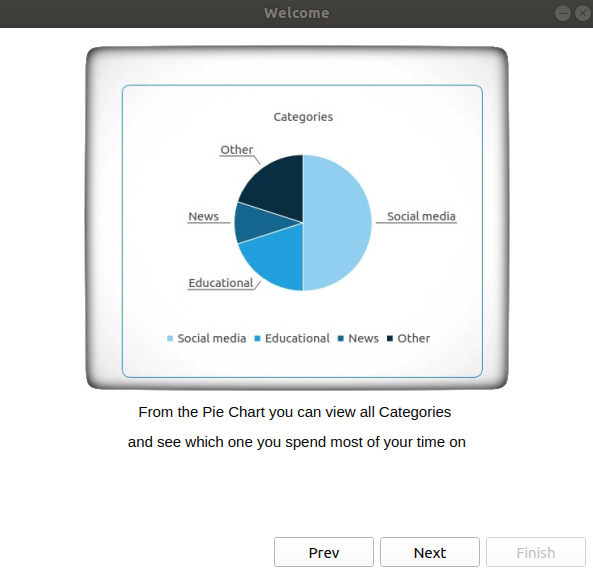 Welcome
Categories
Other
News
Social media
Educational
Social media Educational News Other
From the Pie Chart you can view all Categories
and see which one you spend most of your time on
Prev Next Finish